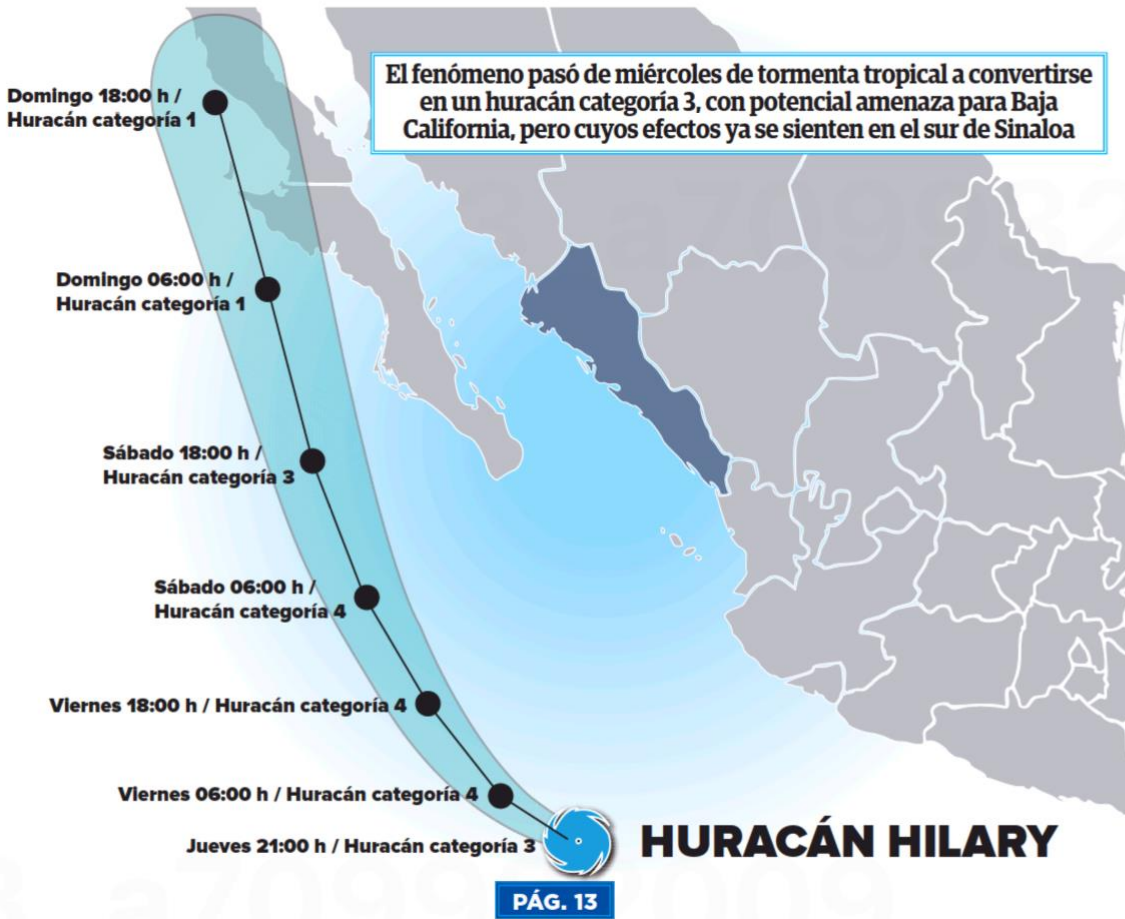 El fenómeno pasó de miércoles de tormenta tropical a convertirse
en un huracán categoría 3, con potencial amenaza para Baja
California, pero cuyos efectos ya se sienten en el sur de Sinaloa
Domingo 18:00 h /
Huracán categoría 1
Domingo 06:00 h /
Huracán categoría 1
Sábado 18:00 h /
Huracán categoría 3
Sábado 06:00 h /
Huracán categoría 4
Viernes 18:00 h / Huracán categoría 4
Viernes 06:00 h / Huracán categoría 4
Jueves 21:00 h / Huracán categoría 3
HURACÁN HILARY
PÁG. 13